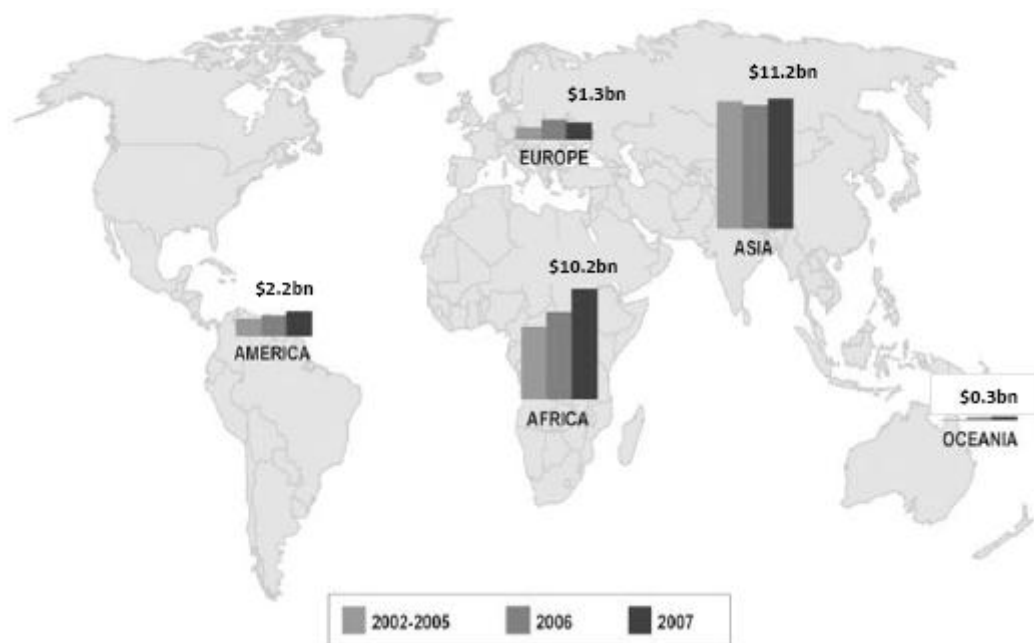 $11.2bn
$1.3bn
EUROPE
ASIA
$10.2bn
$2.2bn
AMERICA
AFRICA
$0.3bn
OCEANIA
2002-2005 2006 2007